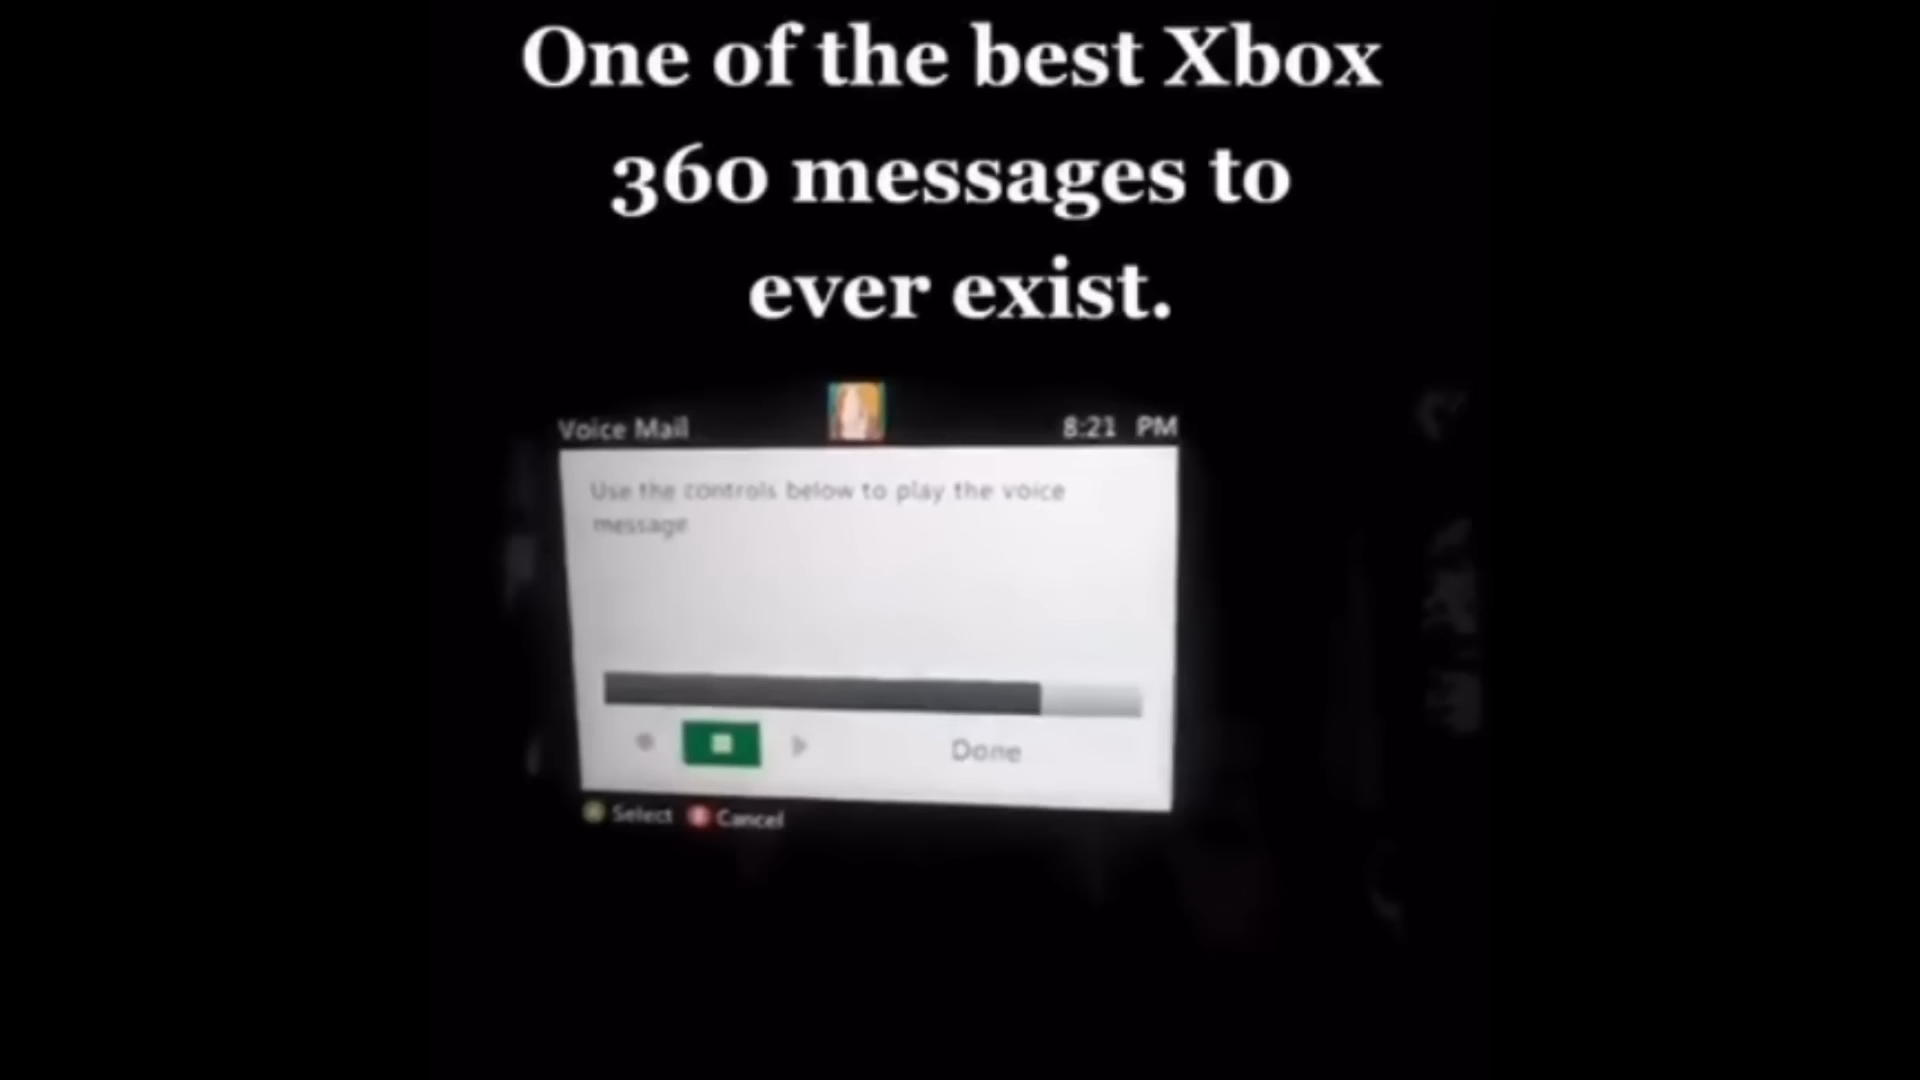 One of the best Xbox
360 messages to
ever exist.
Voice Mail
8:21 PM
Use the controls below to play the voice
message
Done
Select Cancel